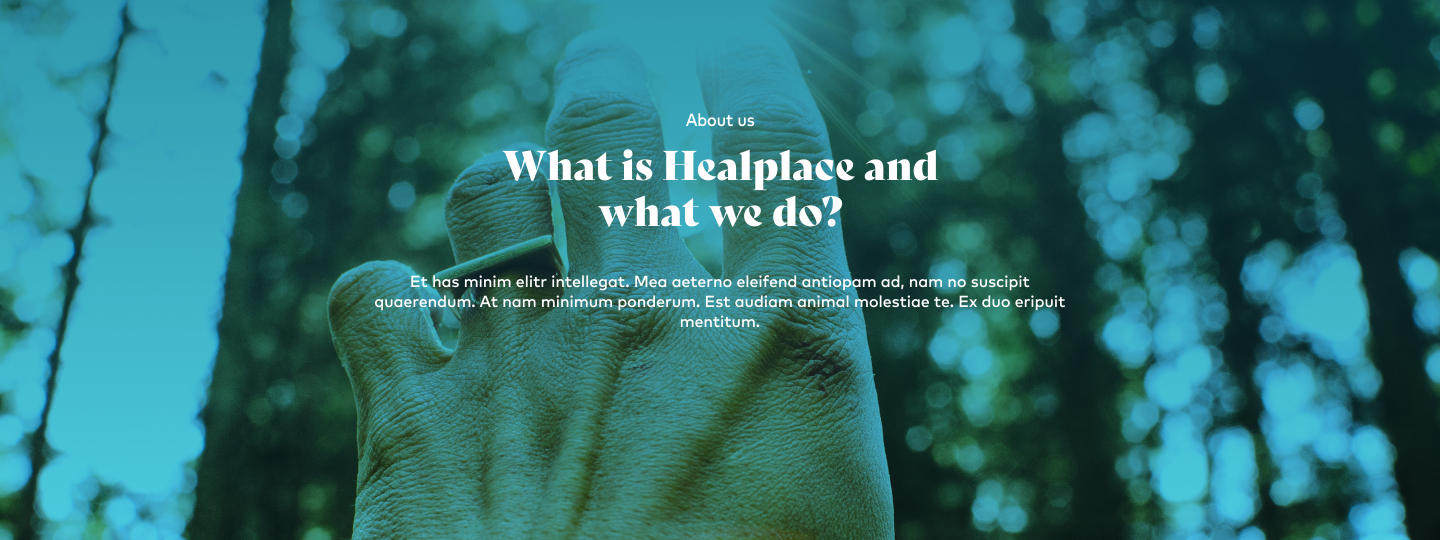 About us
What is Healplace and
what we do?
Et has minim elitr intellegat. Mea aeterno eleifend antiopam ad, nam no suscipit
quaerendum. At nam minimum ponderum. Est audiam animal molestiae te. Ex duo eripuit
mentitum.